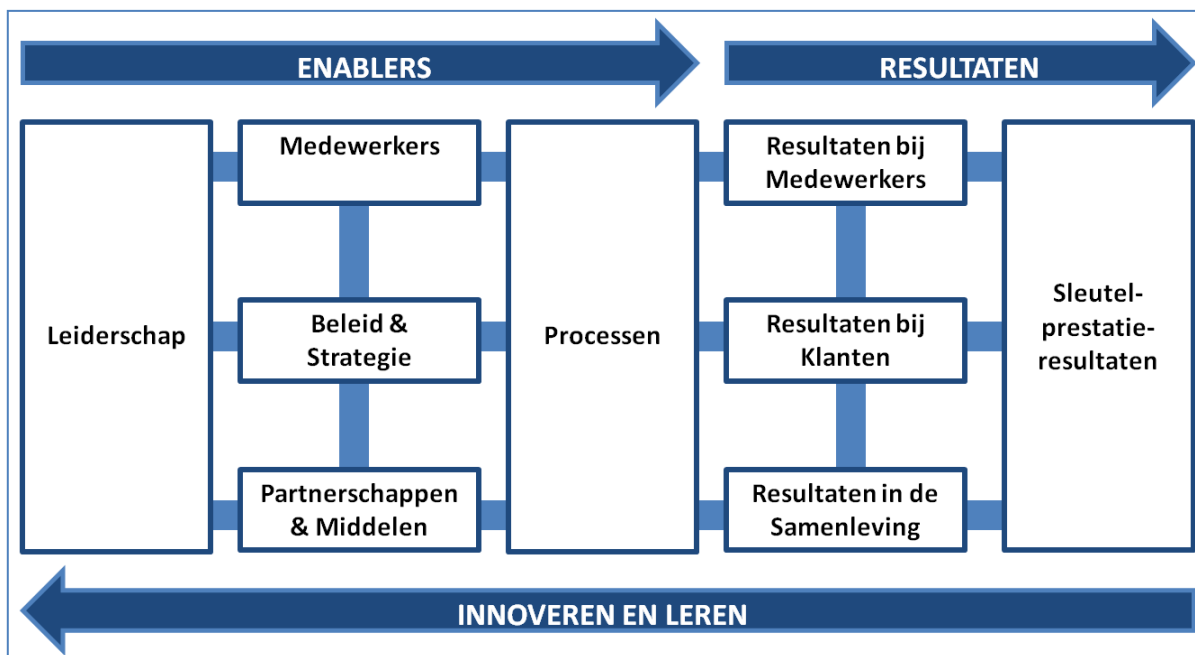 ENABLERS
RESULTATEN
Leiderschap
Medewerkers
Beleid &
Strategie
Partnerschappen
& Middelen
Processen
Resultaten bij
Medewerkers
Resultaten bij
Klanten
Resultaten in de
Samenleving
Sleutel-
prestatie-
resultaten
INNOVEREN EN LEREN